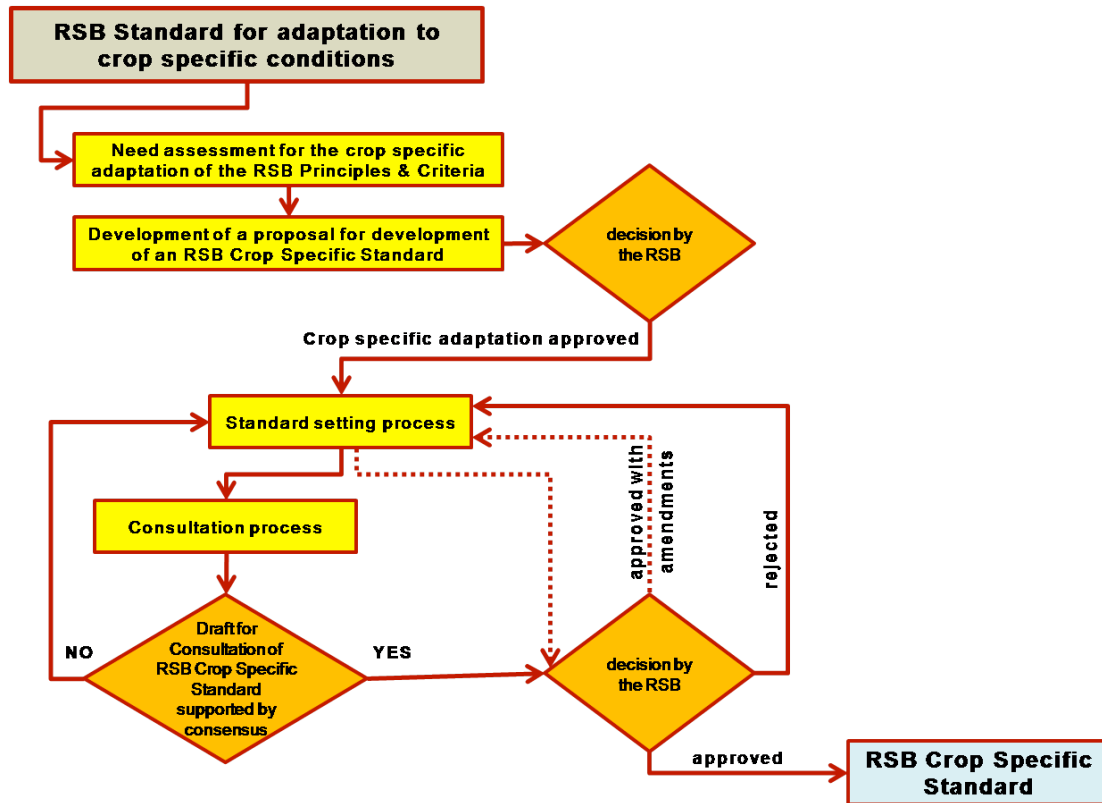 RSB Standard for adaptation to
crop specific conditions
Need assessment for the crop specific
adaptation of the RSB Principles & Criteria
Development of a proposal for development
of an RSB Crop Specific Standard
decision by
the RSB
Crop specific adaptation approved
Standard setting process
Consultation process
approved with
amendments
rejected
NO
Draft for
Consultation of
RSB Crop Specific
Standard
supported by
consensus
YES
decision by
the RSB
approved
RSB Crop Specific
Standard